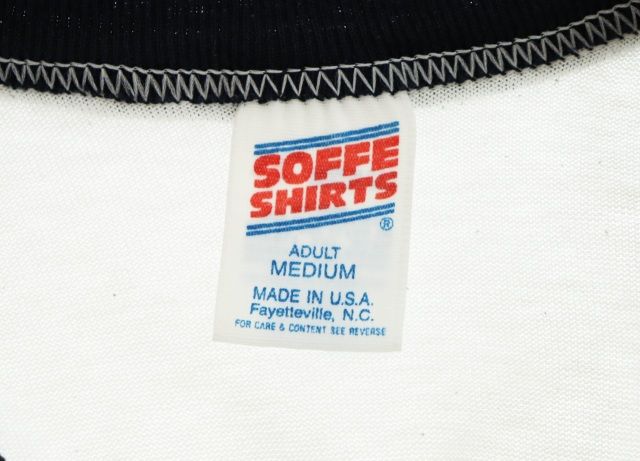 SOFFE
SHIRTS
®
ADULT
MEDIUM
MADE IN U.S.A.
Fayetteville, N.C.
FOR CARE & CONTENT SEE REVERSE